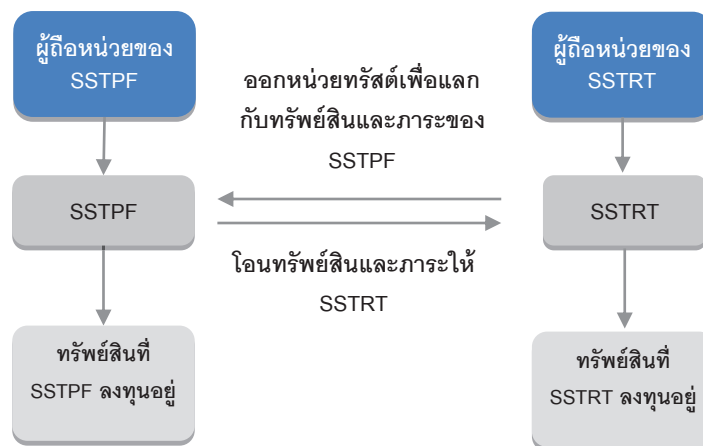 ผู้ถือหน่วยของ
SSTPF
ผู้ถือหน่วยของ
SSTRT
ออกหน่วยทรัสต์เพื่อแลก
กับทรัพย์สินและภาระของ
SSTPF
SSTPF
SSTRT
โอนทรัพย์สินและภาระให้
SSTRT
ทรัพย์สินที่
SSTPF ลงทุนอยู่
ทรัพย์สินที่
SSTRT ลงทุนอยู่